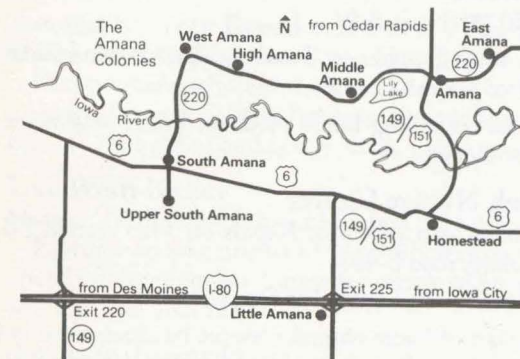 The
Amana
Colonies
N
from Cedar Rapids
West Amana
High Amana
Middle
Amana
East
Amana
220
Lily
Lake
Amana
Iowa
River
220
149/151
6
South Amana
6
Upper South Amana
149/151
6
Homestead
from Des Moines
I-80
Exit 225
from Iowa City
Exit 220
Little Amana
149